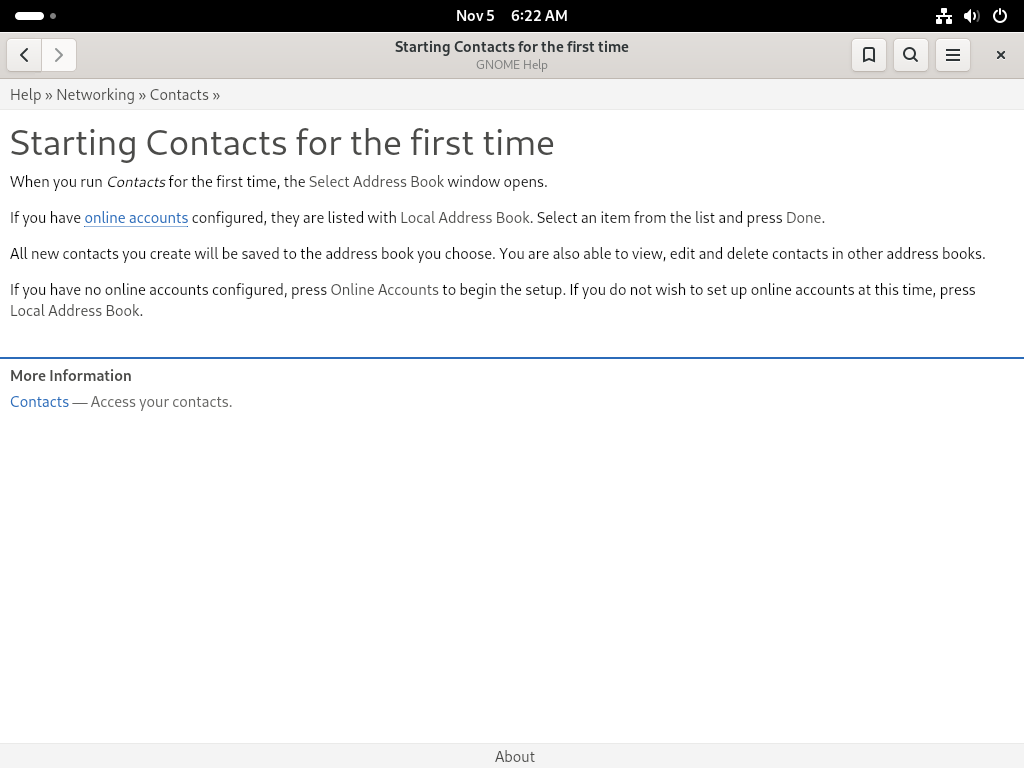 Nov 5 6:22 AM
Starting Contacts for the first time
GNOME Help
Help » Networking » Contacts »
Starting Contacts for the first time
When you run Contacts for the first time, the Select Address Book window opens.
If you have online accounts configured, they are listed with Local Address Book. Select an item from the list and press Done.
All new contacts you create will be saved to the address book you choose. You are also able to view, edit and delete contacts in other address books.
If you have no online accounts configured, press Online Accounts to begin the setup. If you do not wish to set up online accounts at this time, press
Local Address Book.
More Information
Contacts — Access your contacts.
About